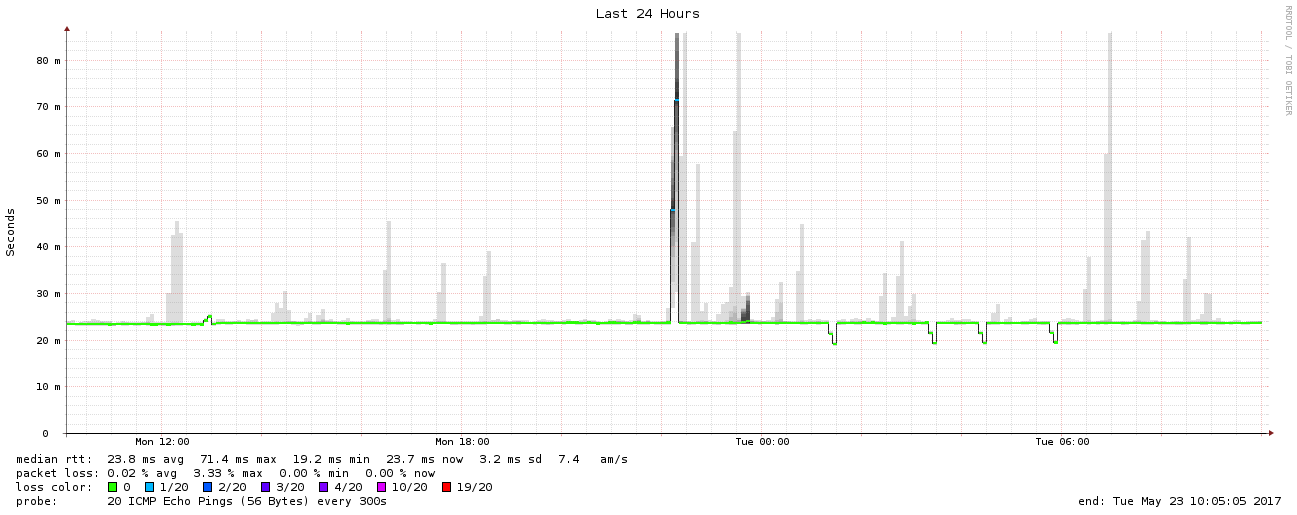 Last 24 Hours
RRDTOOL / TOBI OETIKER
Seconds
80 m
70 m
60 m
50 m
40 m
30 m
20 m
10 m
0
Mon 12:00 Mon 18:00 Tue 00:00 Tue 06:00
median rtt: 23.8 ms avg 71.4 ms max 19.2 ms min 23.7 ms now 3.2 ms sd 7.4 am/s
packet loss: 0.02 % avg 3.33 % max 0.00 % min 0.00 % now
loss color: 0 1/20 2/20 3/20 4/20 10/20 19/20
probe: 20 ICMP Echo Pings (56 Bytes) every 300s end: Tue May 23 10:05:05 2017